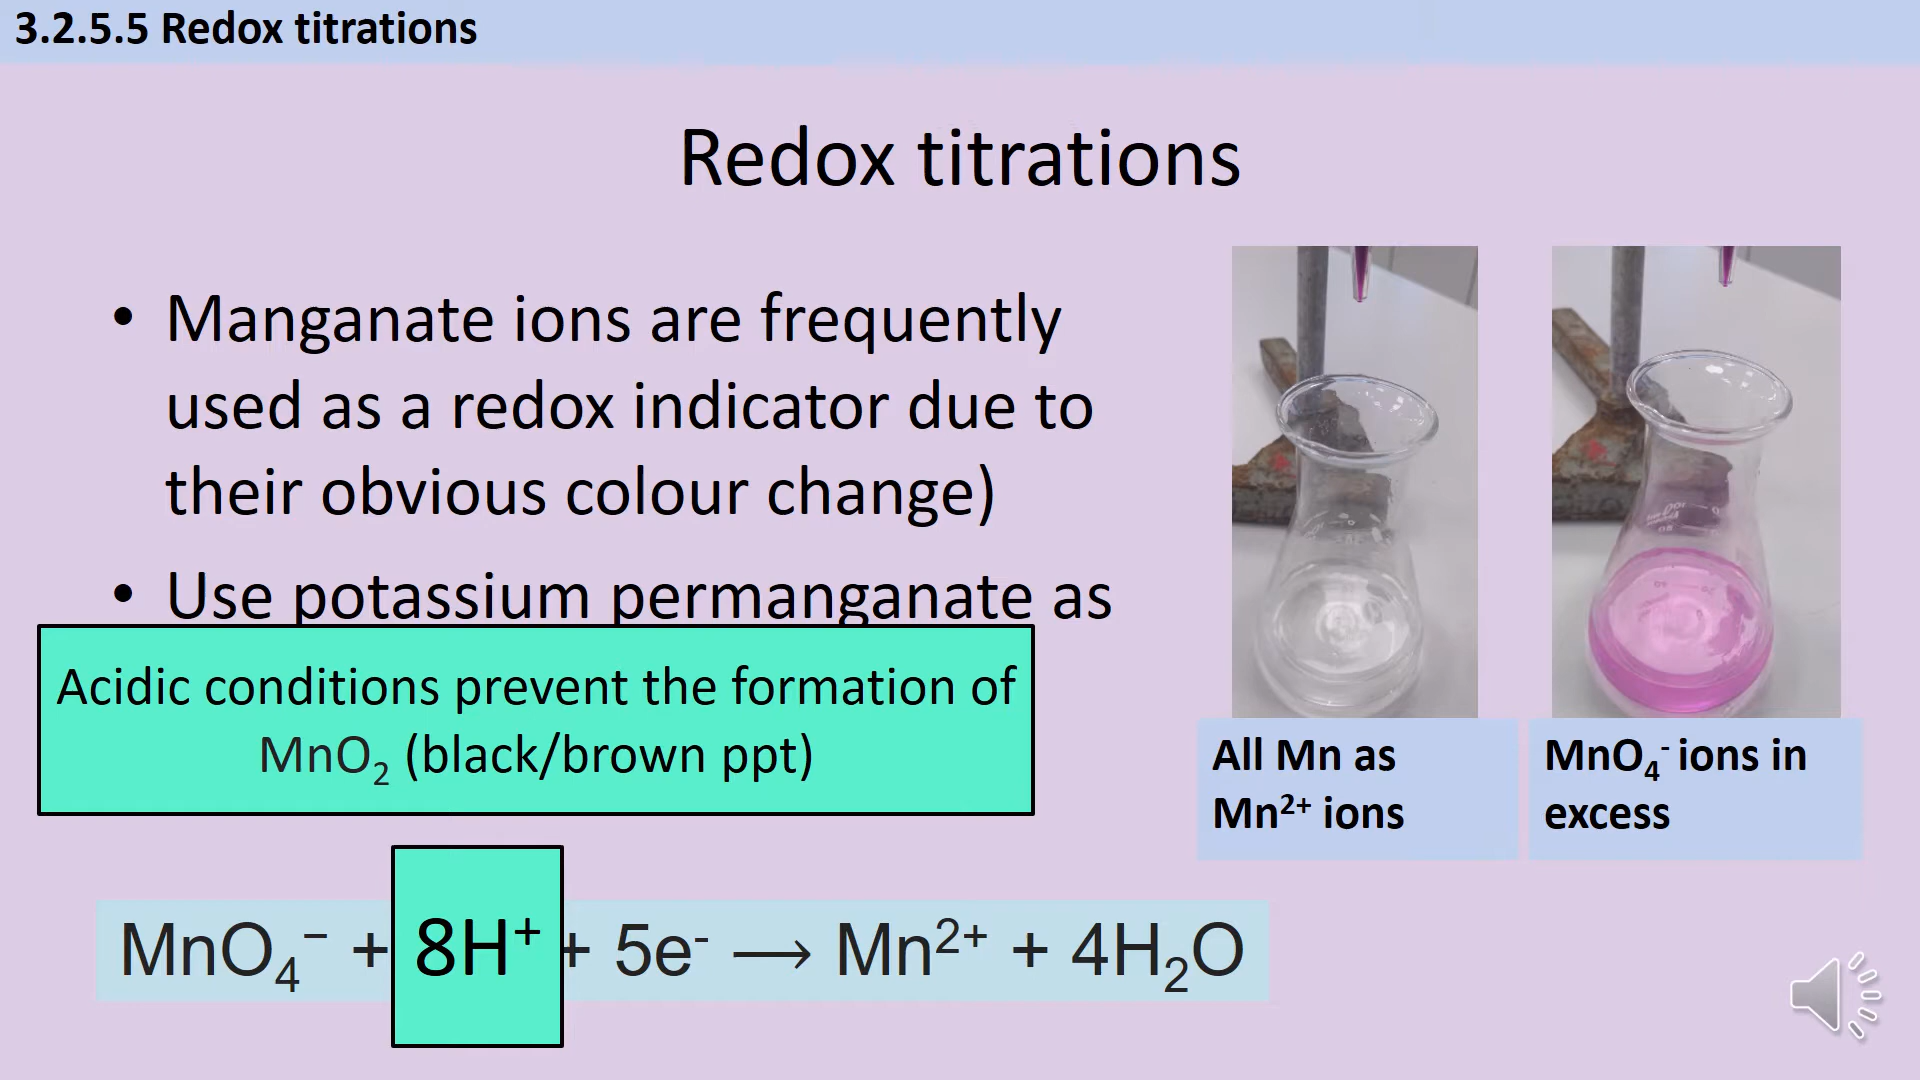 3.2.5.5 Redox titrations
Redox titrations
• Manganate ions are frequently
used as a redox indicator due to
their obvious colour change)
• Use potassium permanganate as
Acidic conditions prevent the formation of
MnO₂ (black/brown ppt)
All Mn as
Mn²⁺ ions
MnO₄⁻ ions in
excess
MnO₄⁻ + 8H⁺ + 5e⁻ ⟶ Mn²⁺ + 4H₂O